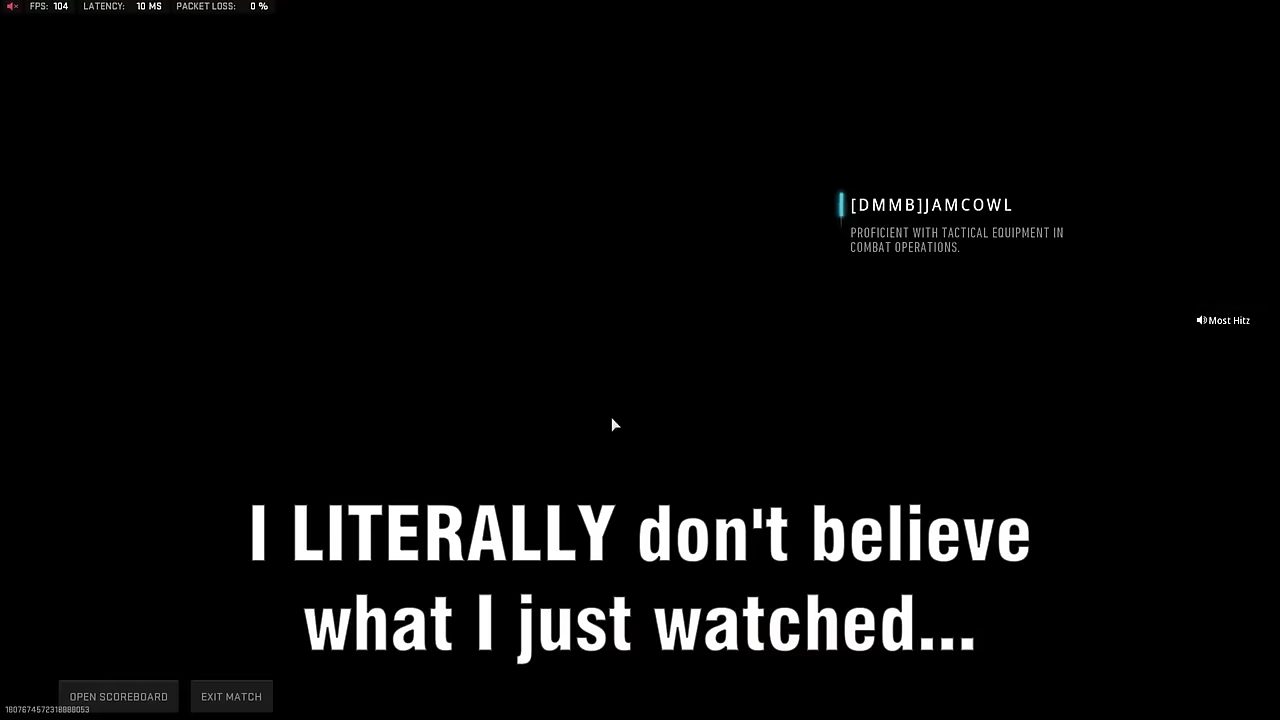 FPS: 104 LATENCY: 10 MS PACKET LOSS: 0 %
[DMMB]JAMCOWL
PROFICIENT WITH TACTICAL EQUIPMENT IN
COMBAT OPERATIONS.
Most Hitz
I LITERALLY don't believe
what I just watched...
OPEN SCOREBOARD EXIT MATCH